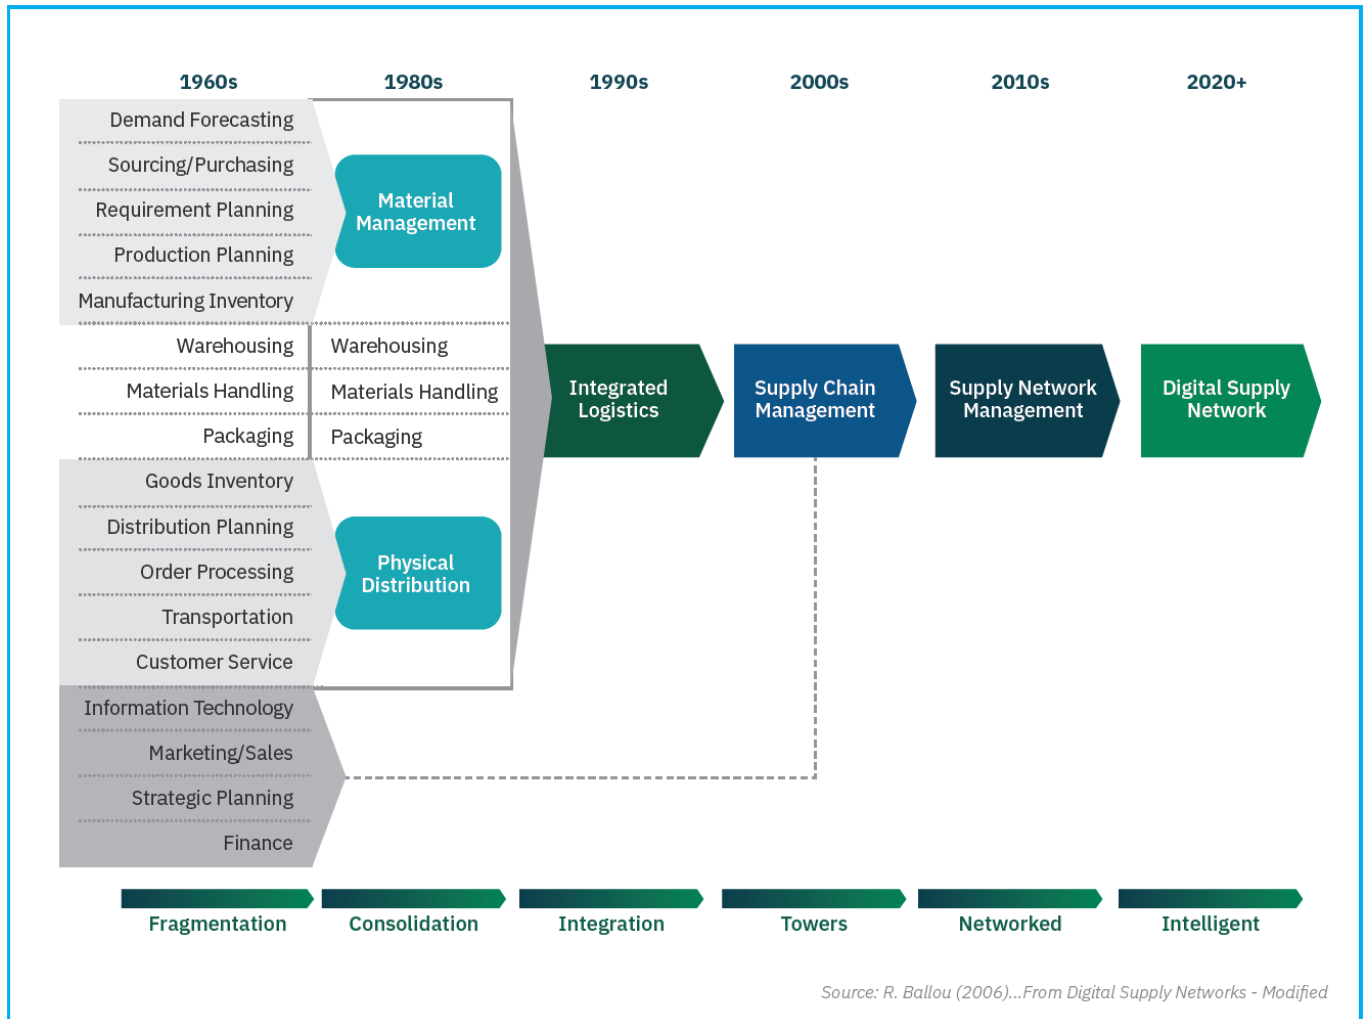 1960s
1980s
1990s
2000s
2010s
2020+
Demand Forecasting
Sourcing/Purchasing
Requirement Planning
Production Planning
Manufacturing Inventory
Warehousing
Materials Handling
Packaging
Goods Inventory
Distribution Planning
Order Processing
Transportation
Customer Service
Information Technology
Marketing/Sales
Strategic Planning
Finance
Material
Management
Warehousing
Materials Handling
Packaging
Physical
Distribution
Integrated
Logistics
Supply Chain
Management
Supply Network
Management
Digital Supply
Network
Fragmentation
Consolidation
Integration
Towers
Networked
Intelligent
Source: R. Ballou (2006)...From Digital Supply Networks - Modified